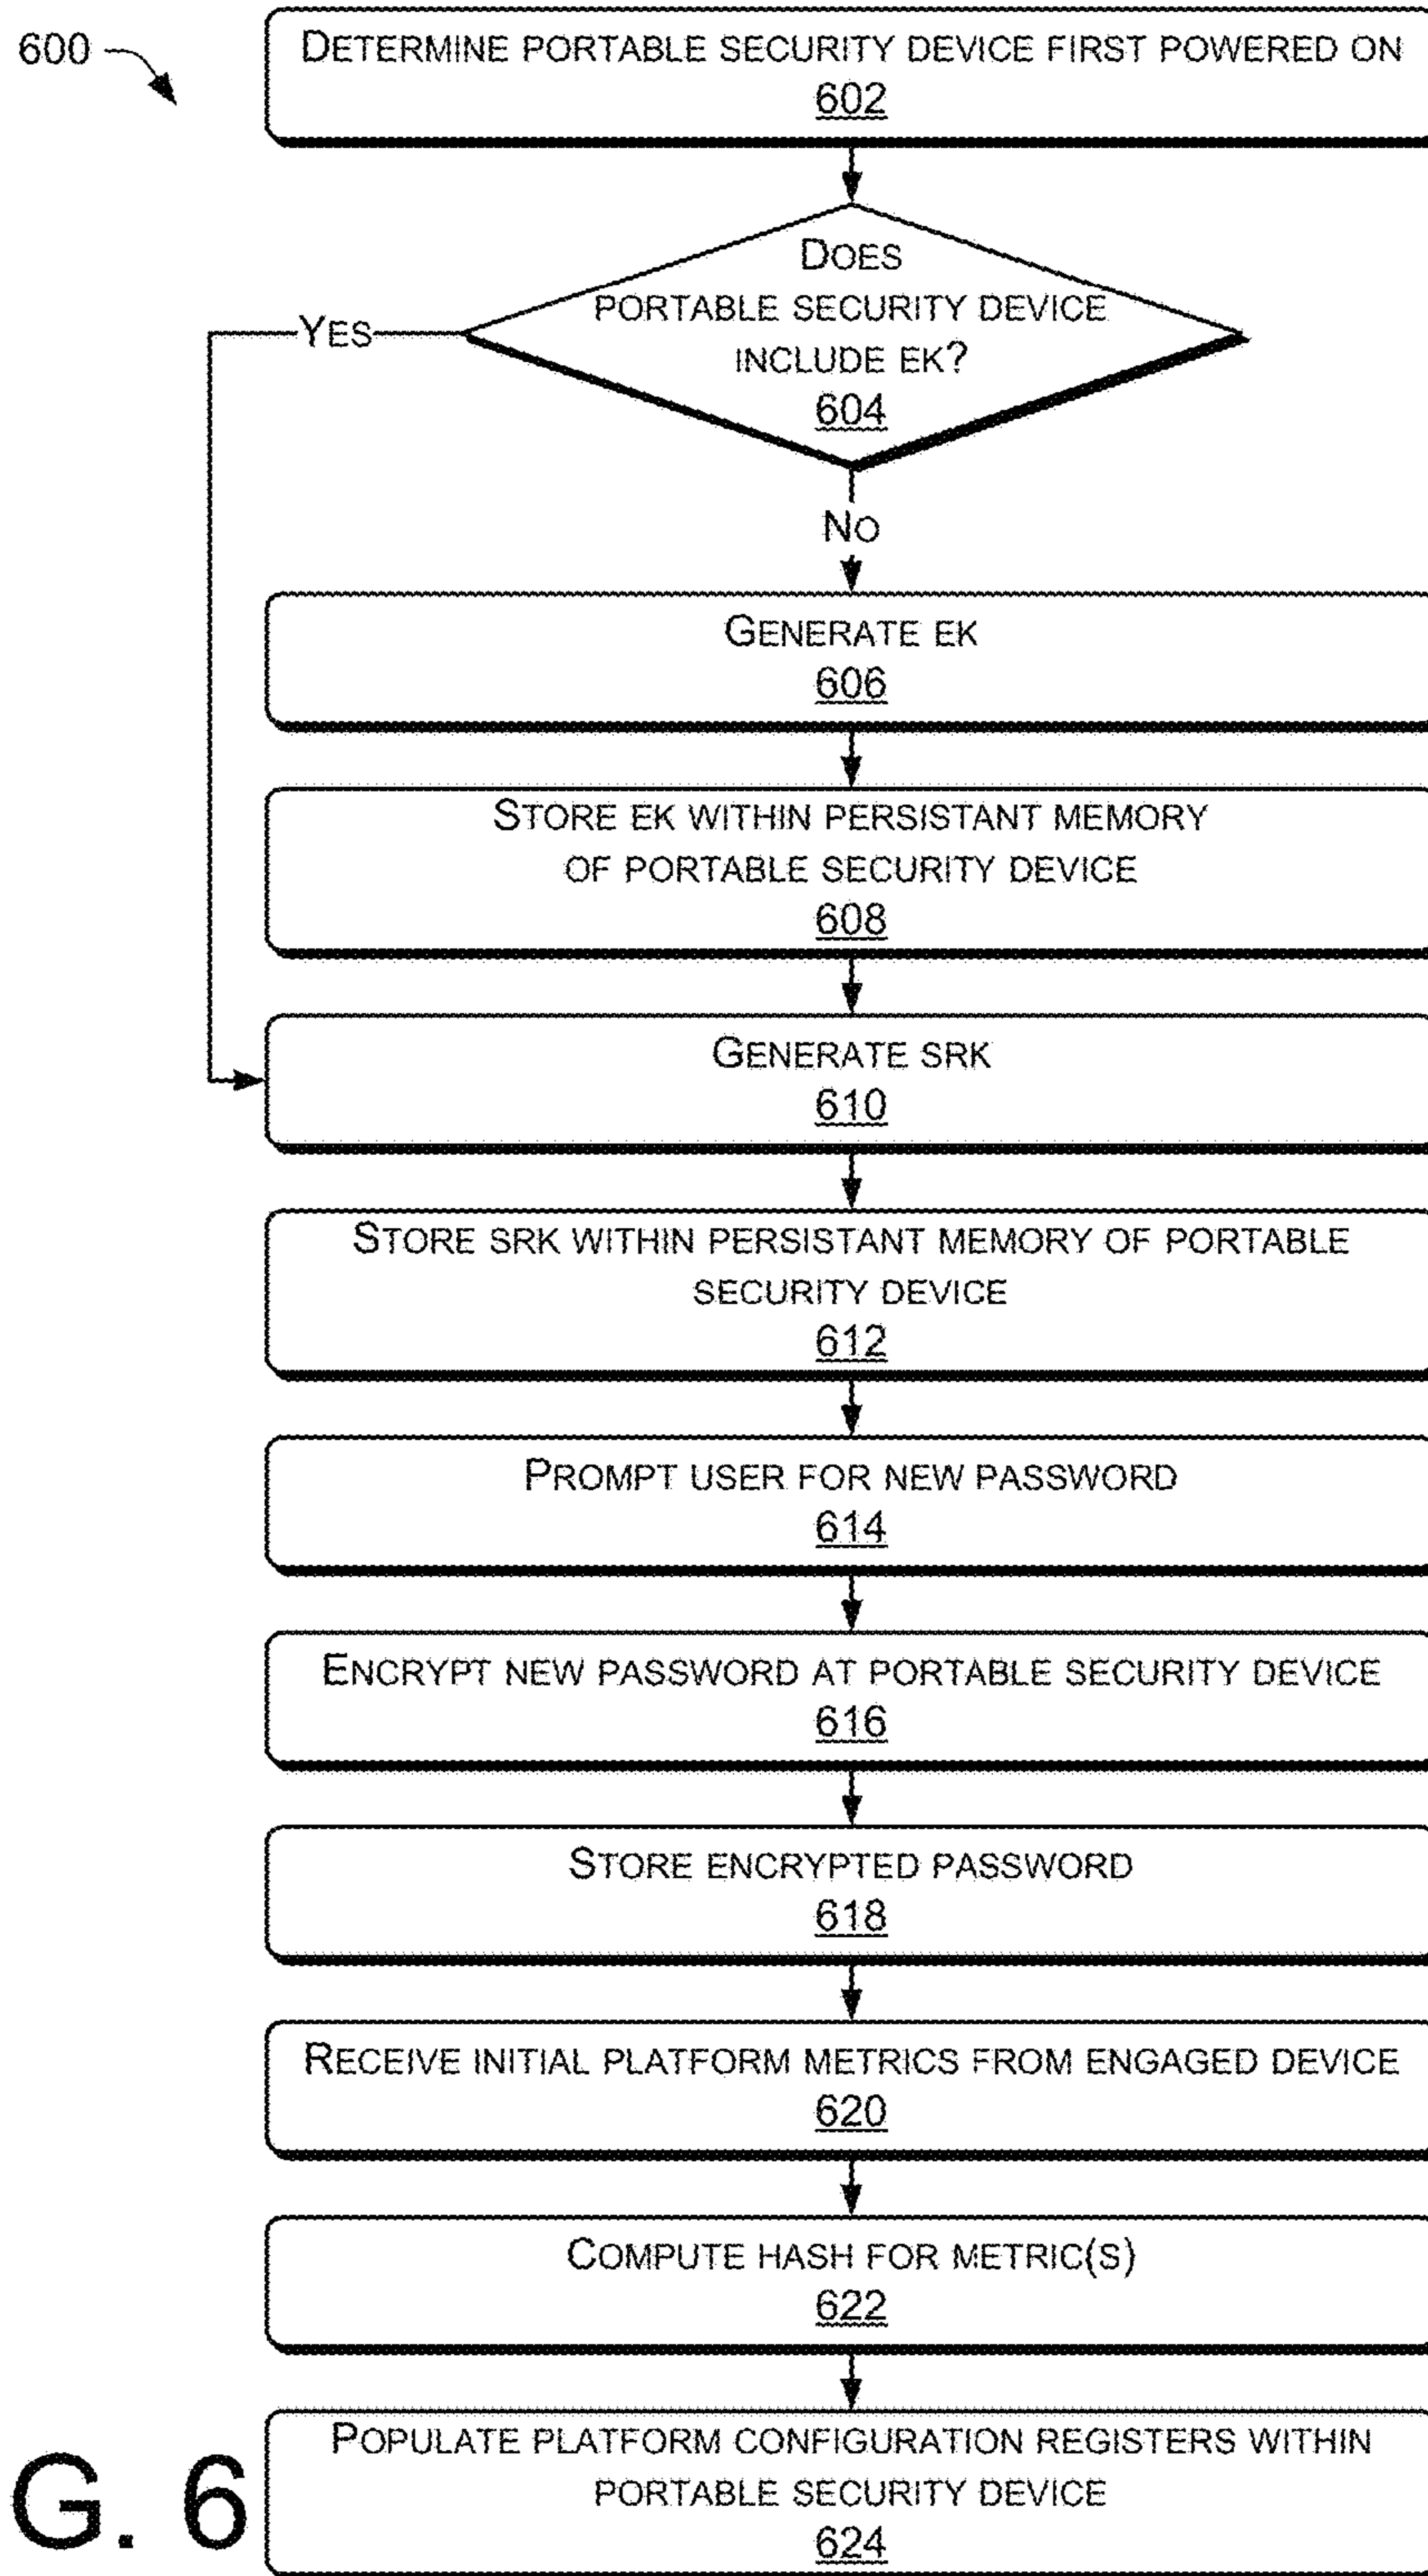 600
DETERMINE PORTABLE SECURITY DEVICE FIRST POWERED ON
602
DOES
PORTABLE SECURITY DEVICE
INCLUDE EK?
604
YES
NO
GENERATE EK
606
STORE EK WITHIN PERSISTANT MEMORY
OF PORTABLE SECURITY DEVICE
608
GENERATE SRK
610
STORE SRK WITHIN PERSISTANT MEMORY OF PORTABLE
SECURITY DEVICE
612
PROMPT USER FOR NEW PASSWORD
614
ENCRYPT NEW PASSWORD AT PORTABLE SECURITY DEVICE
616
STORE ENCRYPTED PASSWORD
618
RECEIVE INITIAL PLATFORM METRICS FROM ENGAGED DEVICE
620
COMPUTE HASH FOR METRIC(S)
622
POPULATE PLATFORM CONFIGURATION REGISTERS WITHIN
PORTABLE SECURITY DEVICE
624
G. 6